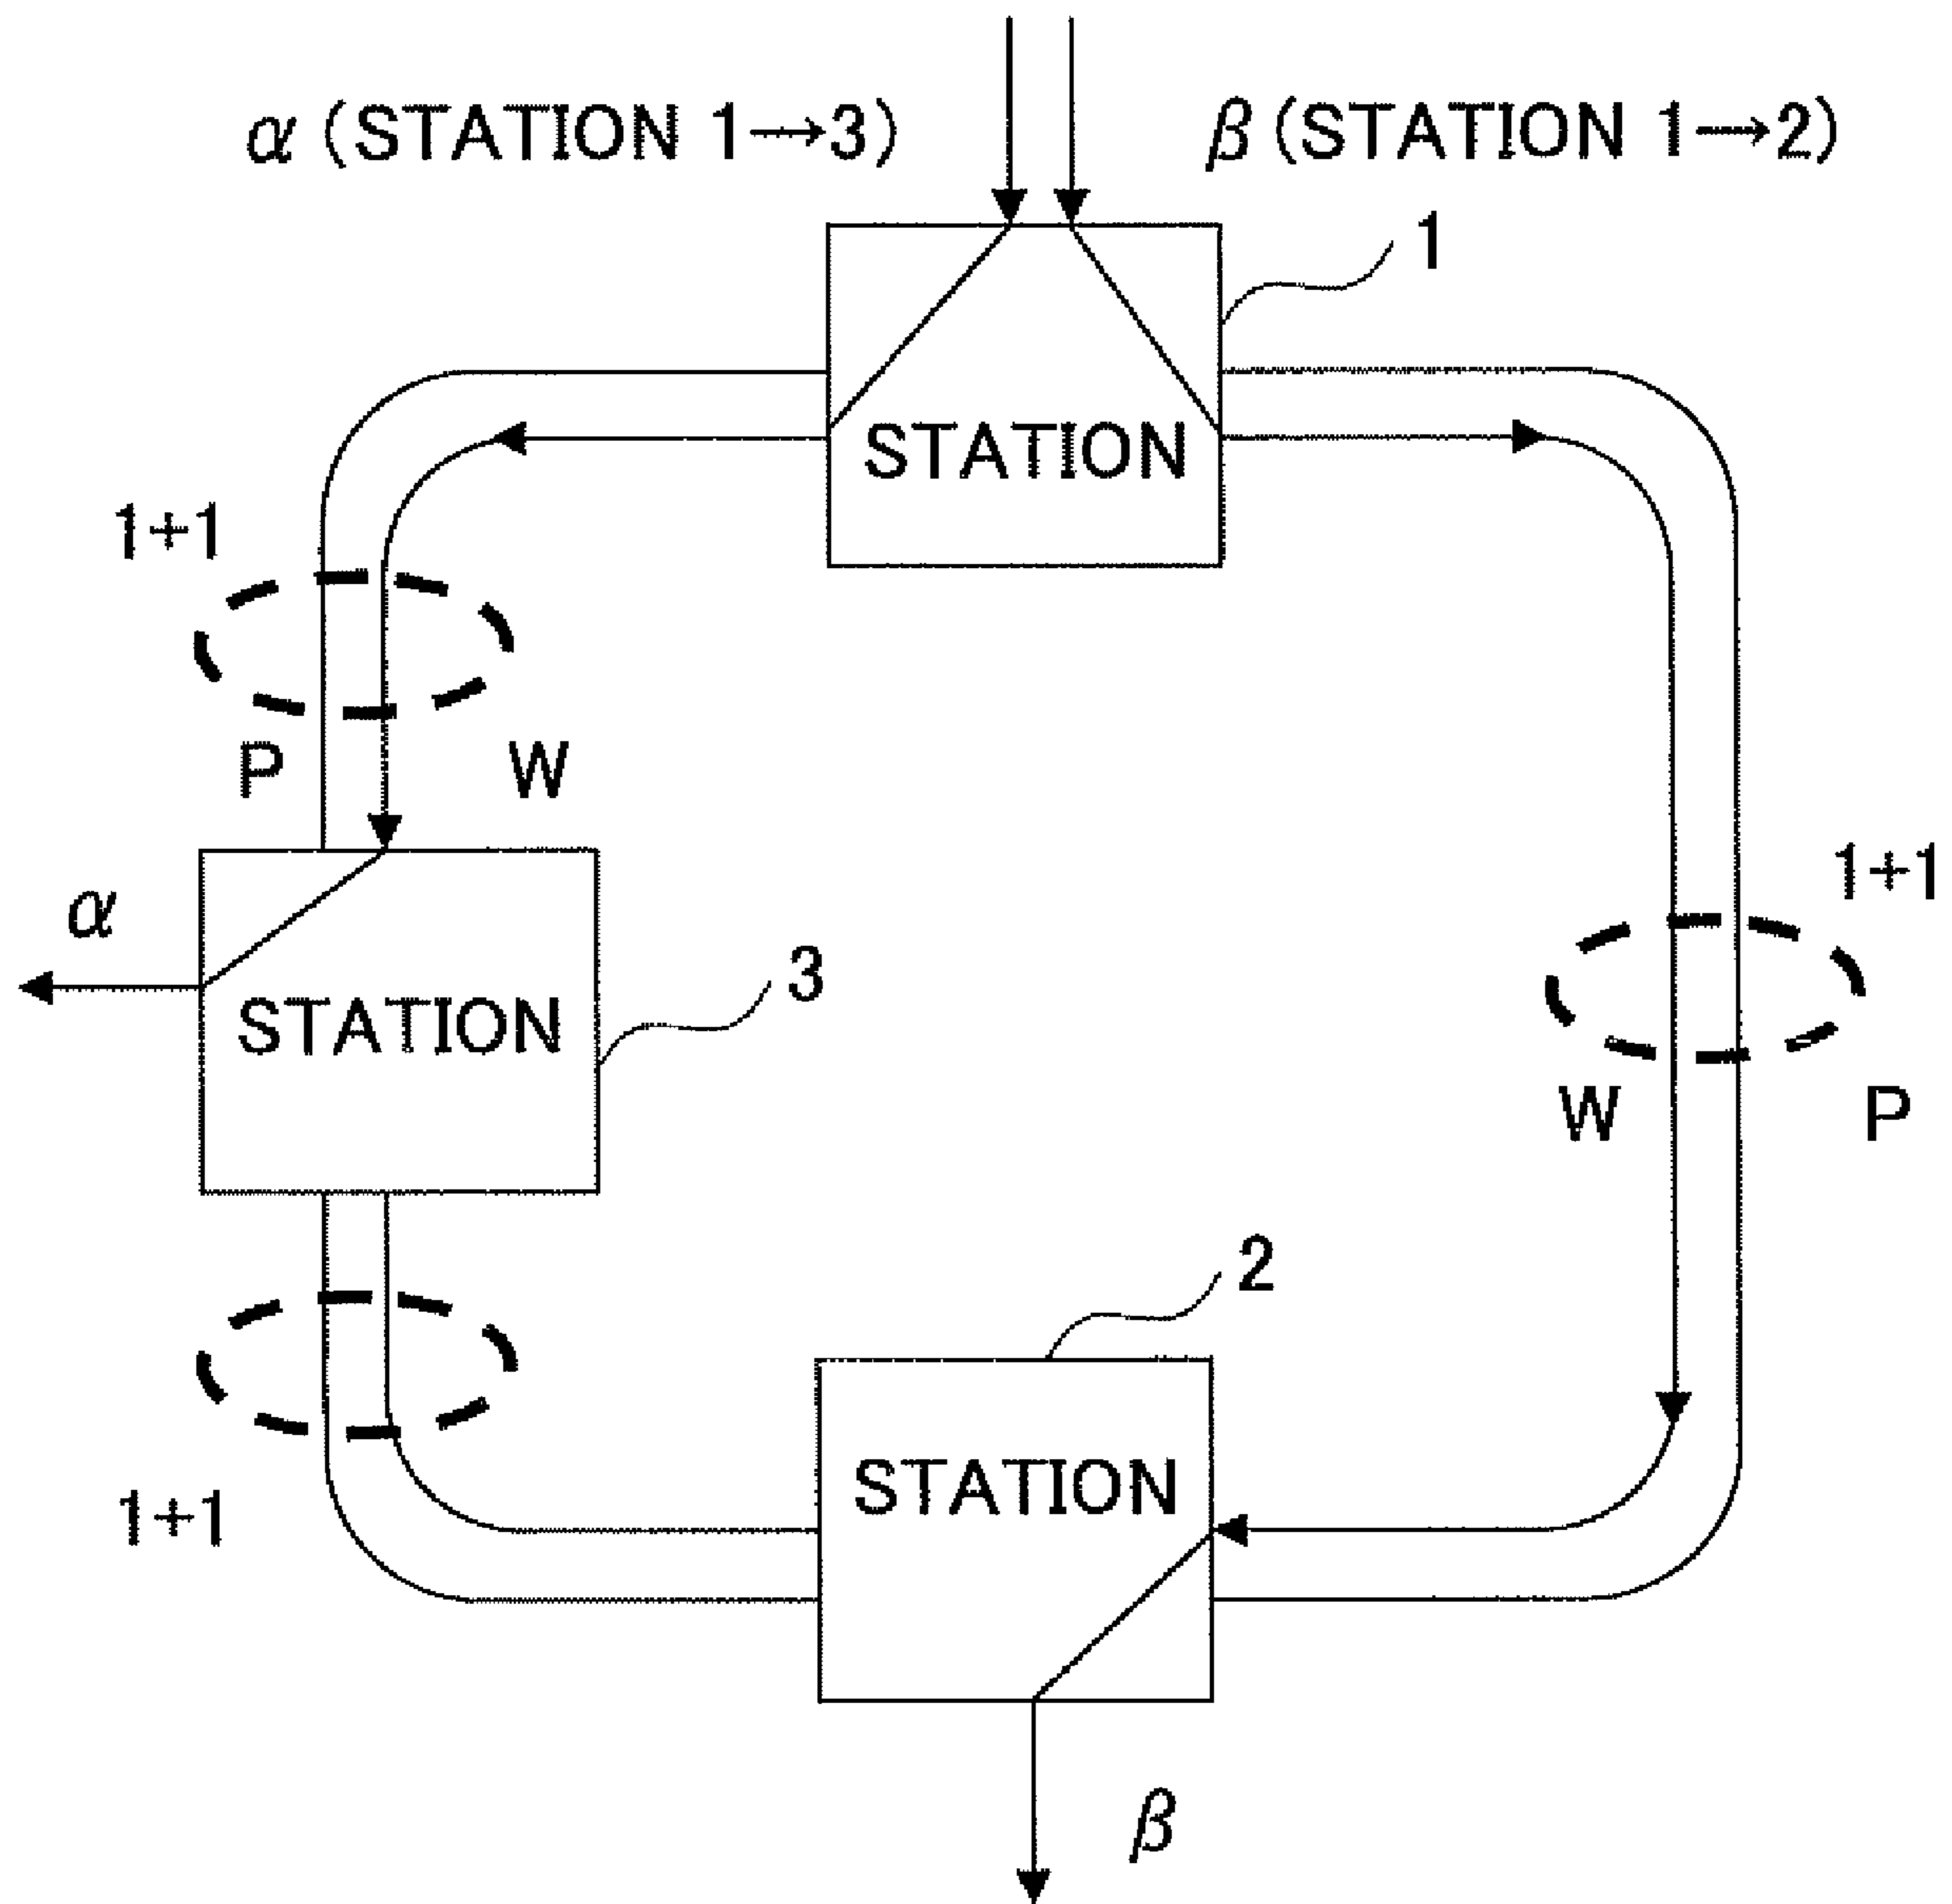 α (STATION 1→3)
β (STATION 1→2)
1
STATION
1+1
P
W
α
3
STATION
1+1
W
P
2
STATION
1+1
β